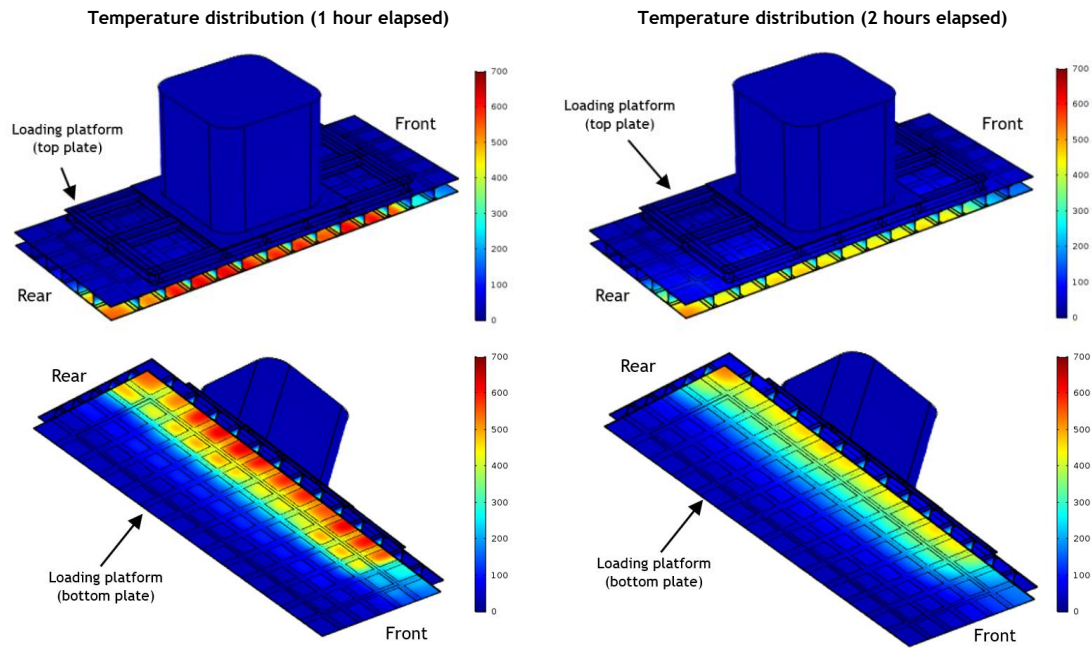 Temperature distribution (1 hour elapsed)
Temperature distribution (2 hours elapsed)
Loading platform
(top plate)
Front
Rear
700
600
500
400
300
200
100
0
Loading platform
(top plate)
Front
Rear
700
600
500
400
300
200
100
0
Rear
Loading platform
(bottom plate)
Front
700
600
500
400
300
200
100
0
Rear
Loading platform
(bottom plate)
Front
700
600
500
400
300
200
100
0